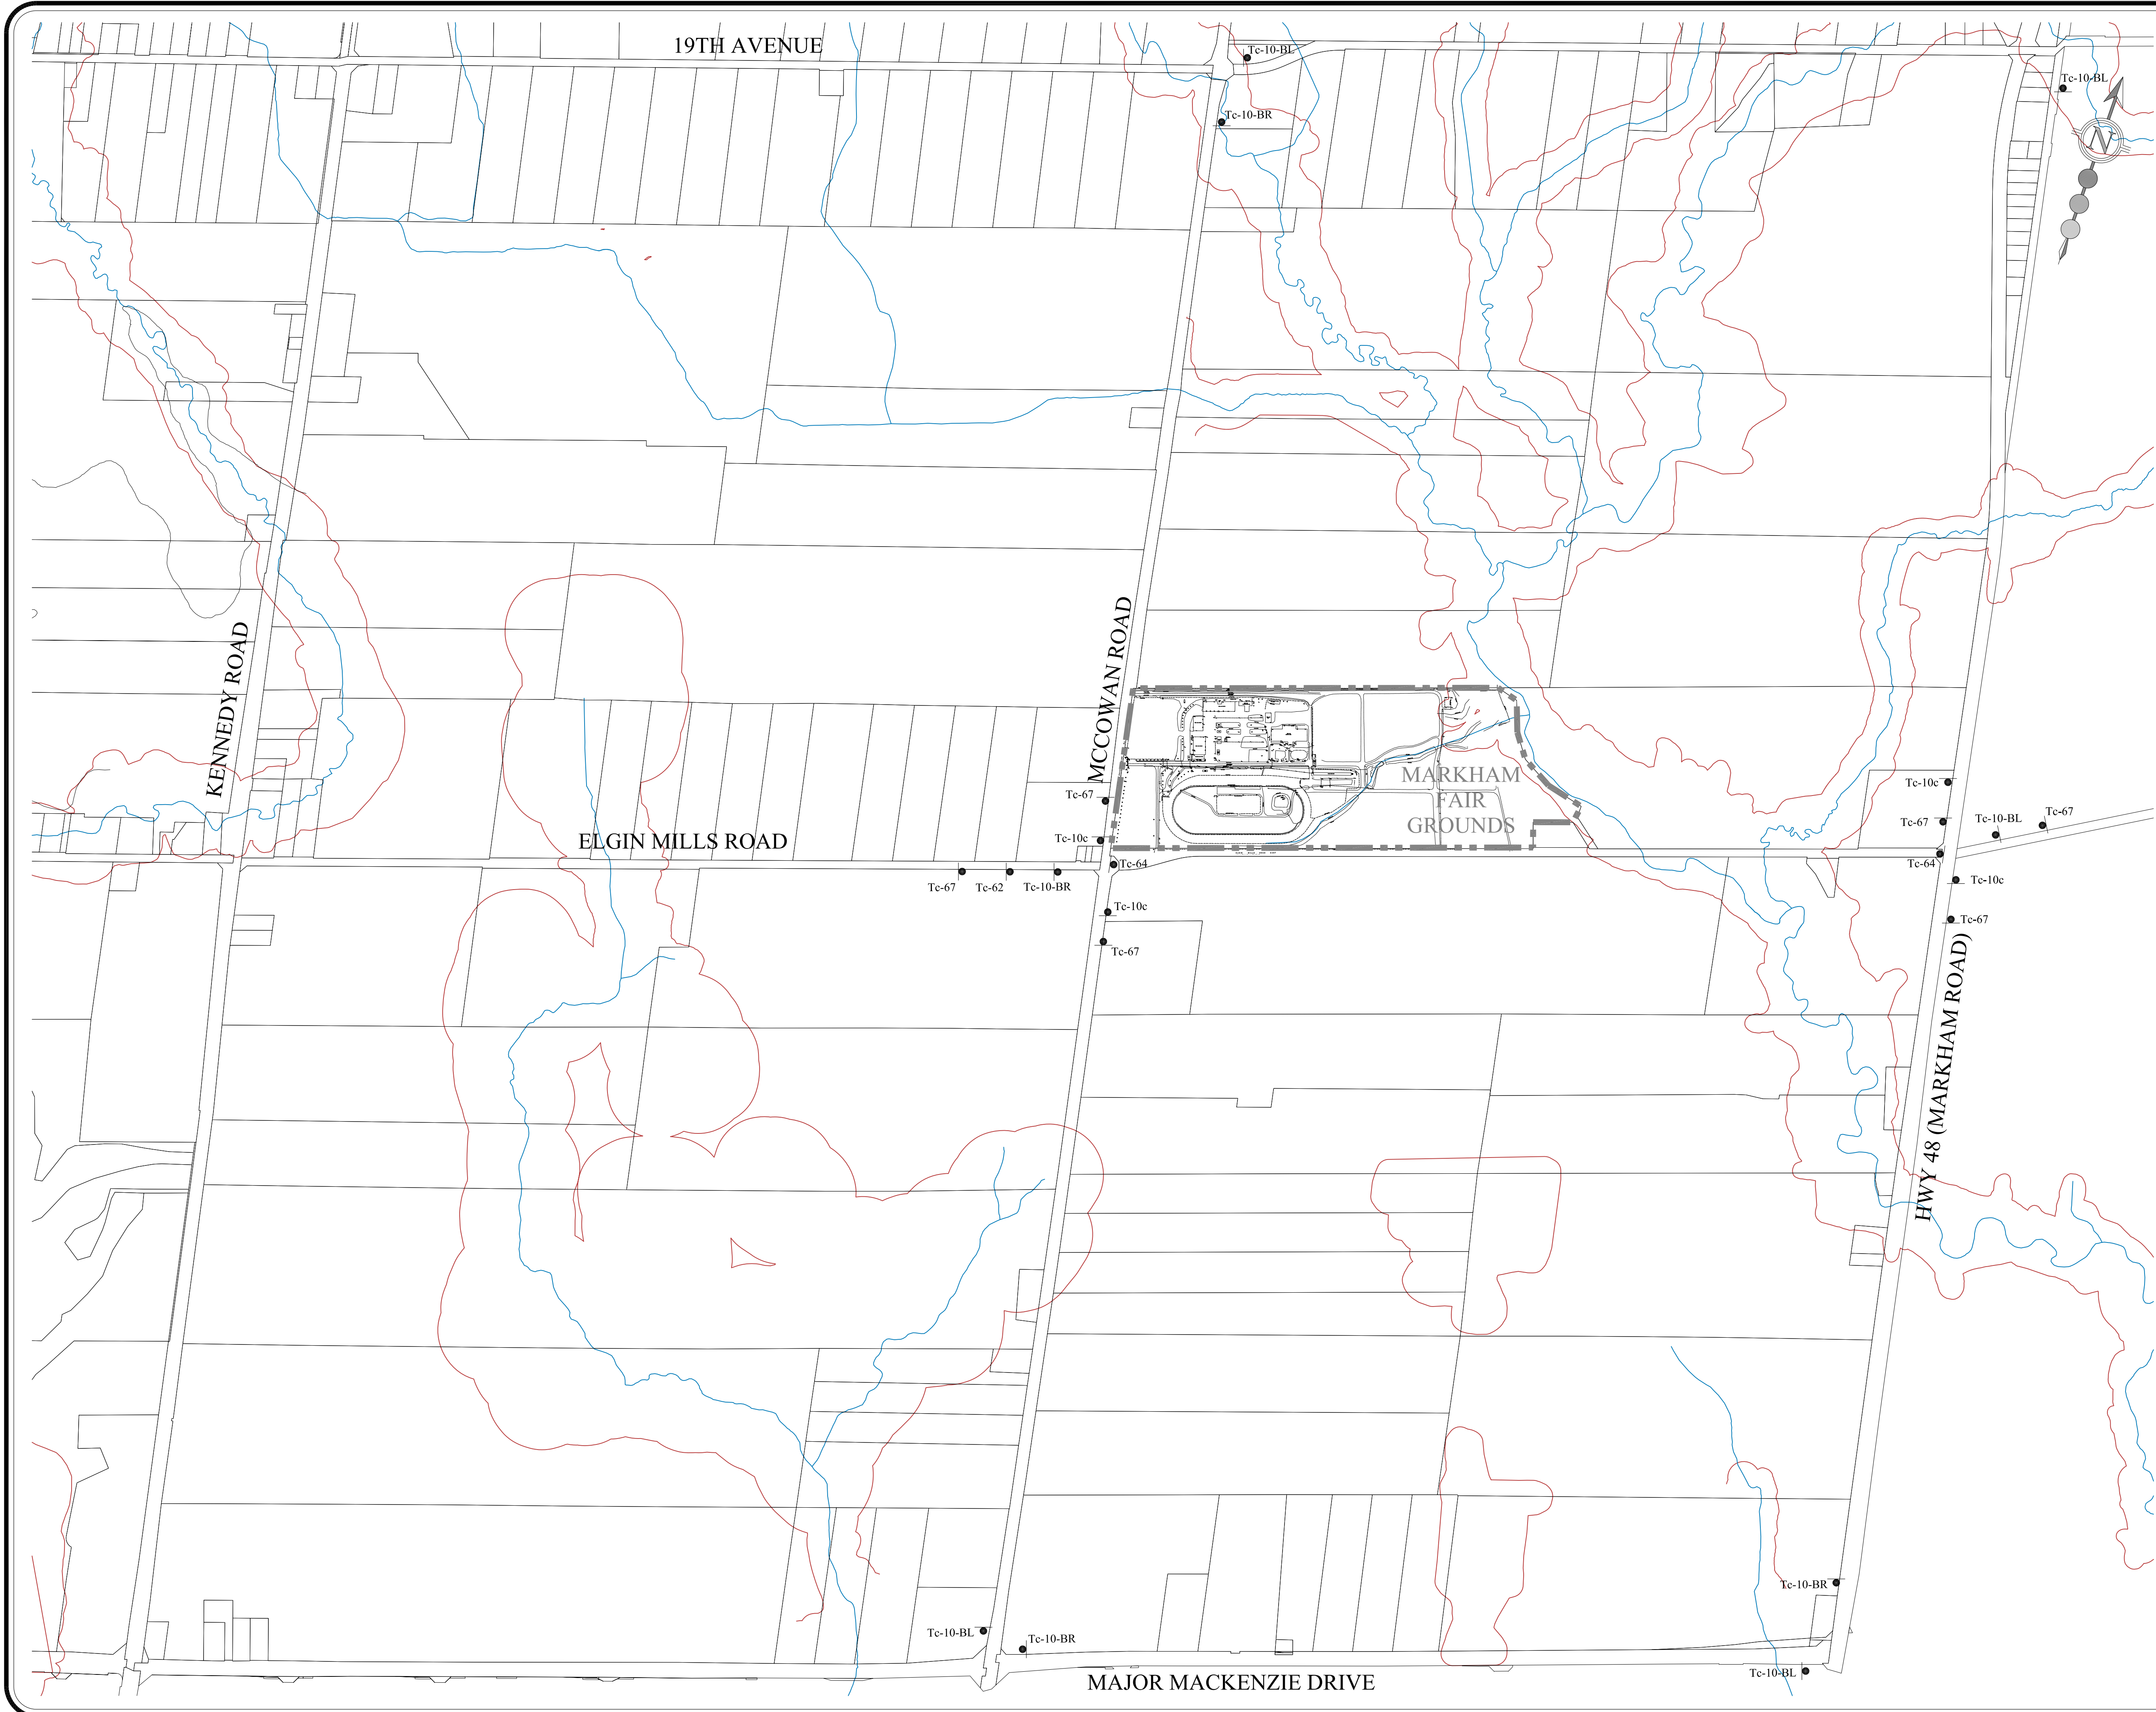 19TH AVENUE
Tc-10-BL
Tc-10-BL
Tc-10-BR
N
KENNEDY ROAD
MCCOWAN ROAD
MARKHAM
FAIR
GROUNDS
Tc-67
Tc-10c
ELGIN MILLS ROAD
Tc-64
Tc-67
Tc-62
Tc-10-BR
Tc-10c
Tc-67
Tc-10c
Tc-67
Tc-10-BL
Tc-67
Tc-64
Tc-10c
Tc-67
HWY 48 (MARKHAM ROAD)
Tc-10-BR
Tc-10-BL
Tc-10-BR
Tc-10-BL
MAJOR MACKENZIE DRIVE